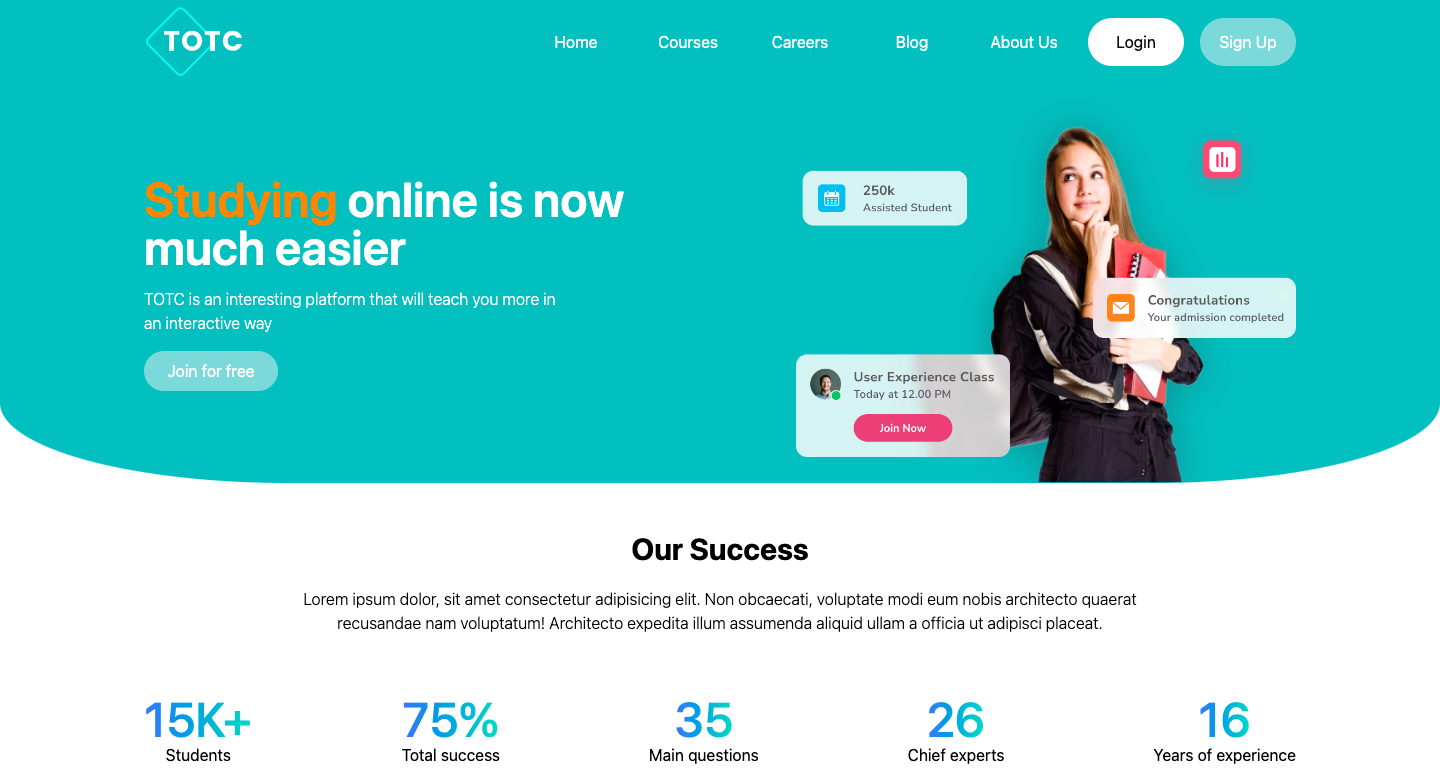 TOTC
Home
Courses
Careers
Blog
About Us
Login
Sign Up
Studying online is now
much easier
TOTC is an interesting platform that will teach you more in
an interactive way
Join for free
250k
Assisted Student
Congratulations
Your admission completed
User Experience Class
Today at 12.00 PM
Join Now
Our Success
Lorem ipsum dolor, sit amet consectetur adipisicing elit. Non obcaecati, voluptate modi eum nobis architecto quaerat
recusandae nam voluptatum! Architecto expedita illum assumenda aliquid ullam a officia ut adipisci placeat.
15K+
Students
75%
Total success
35
Main questions
26
Chief experts
16
Years of experience